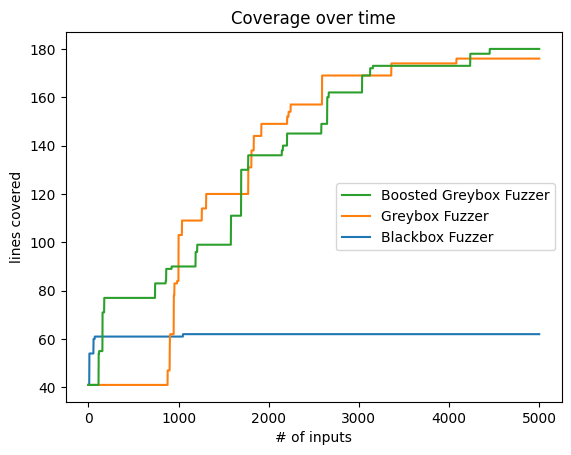 Coverage over time
lines covered
180
160
140
120
100
80
60
40
Boosted Greybox Fuzzer
Greybox Fuzzer
Blackbox Fuzzer
0 1000 2000 3000 4000 5000
# of inputs